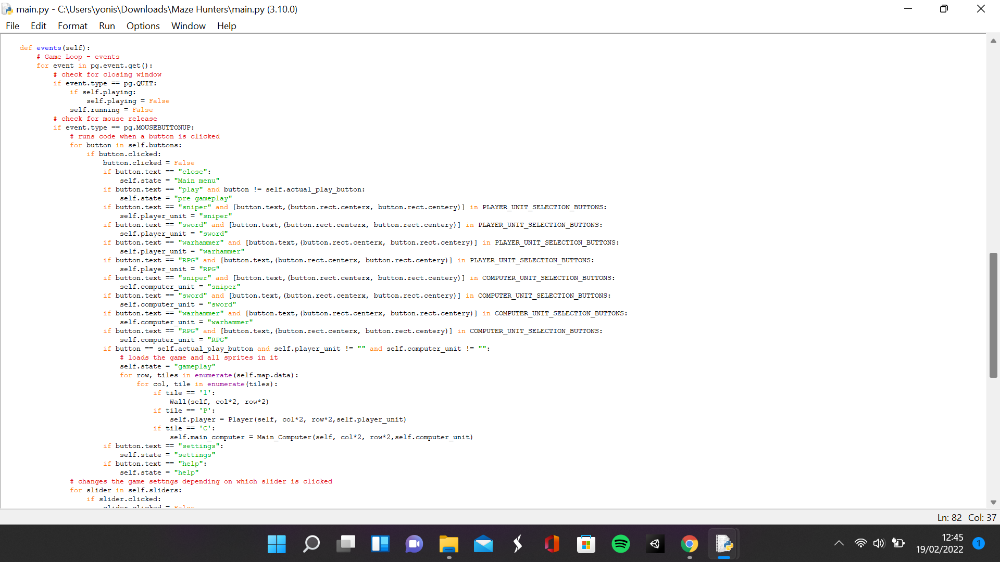 main.py - C:\Users\yonis\Downloads\Maze Hunters\main.py (3.10.0)
File Edit Format Run Options Window Help
def events(self):
# Game Loop - events
for event in pg.event.get():
# check for closing window
if event.type == pg.QUIT:
if self.playing:
self.playing = False
self.running = False
# check for mouse release
if event.type == pg.MOUSEBUTTONUP:
# runs code when a button is clicked
for button in self.buttons:
if button.clicked:
button.clicked = False
if button.text == "close":
self.state = "Main menu"
if button.text == "play" and button != self.actual_play_button:
self.state = "pre gameplay"
if button.text == "sniper" and [button.text,(button.rect.centerx, button.rect.centery)] in PLAYER_UNIT_SELECTION_BUTTONS:
self.player_unit = "sniper"
if button.text == "sword" and [button.text,(button.rect.centerx, button.rect.centery)] in PLAYER_UNIT_SELECTION_BUTTONS:
self.player_unit = "sword"
if button.text == "warhammer" and [button.text,(button.rect.centerx, button.rect.centery)] in PLAYER_UNIT_SELECTION_BUTTONS:
self.player_unit = "warhammer"
if button.text == "RPG" and [button.text,(button.rect.centerx, button.rect.centery)] in PLAYER_UNIT_SELECTION_BUTTONS:
self.player_unit = "RPG"
if button.text == "sniper" and [button.text,(button.rect.centerx, button.rect.centery)] in COMPUTER_UNIT_SELECTION_BUTTONS:
self.computer_unit = "sniper"
if button.text == "sword" and [button.text,(button.rect.centerx, button.rect.centery)] in COMPUTER_UNIT_SELECTION_BUTTONS:
self.computer_unit = "sword"
if button.text == "warhammer" and [button.text,(button.rect.centerx, button.rect.centery)] in COMPUTER_UNIT_SELECTION_BUTTONS:
self.computer_unit = "warhammer"
if button.text == "RPG" and [button.text,(button.rect.centerx, button.rect.centery)] in COMPUTER_UNIT_SELECTION_BUTTONS:
self.computer_unit = "RPG"
if button == self.actual_play_button and self.player_unit != "" and self.computer_unit != "":
# loads the game and all sprites in it
self.state = "gameplay"
for row, tiles in enumerate(self.map.data):
for col, tile in enumerate(tiles):
if tile == '1':
Wall(self, col*2, row*2)
if tile == 'P':
self.player = Player(self, col*2, row*2,self.player_unit)
if tile == 'C':
self.main_computer = Main_Computer(self, col*2, row*2,self.computer_unit)
if button.text == "settings":
self.state = "settings"
if button.text == "help":
self.state = "help"
# changes the game settngs depending on which slider is clicked
for slider in self.sliders:
if slider.clicked:
slider.clicked = False
Ln: 82 Col: 37
12:45
19/02/2022
1